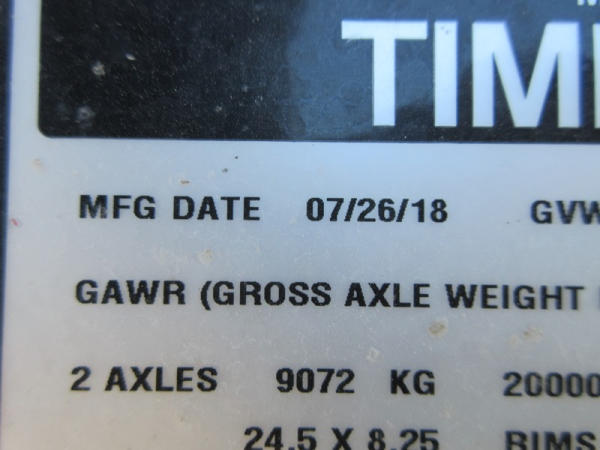 TIM
MFG DATE 07/26/18 GVW
GAWR (GROSS AXLE WEIGHT
2 AXLES 9072 KG 20000
24.5 X 8.25 RIMS